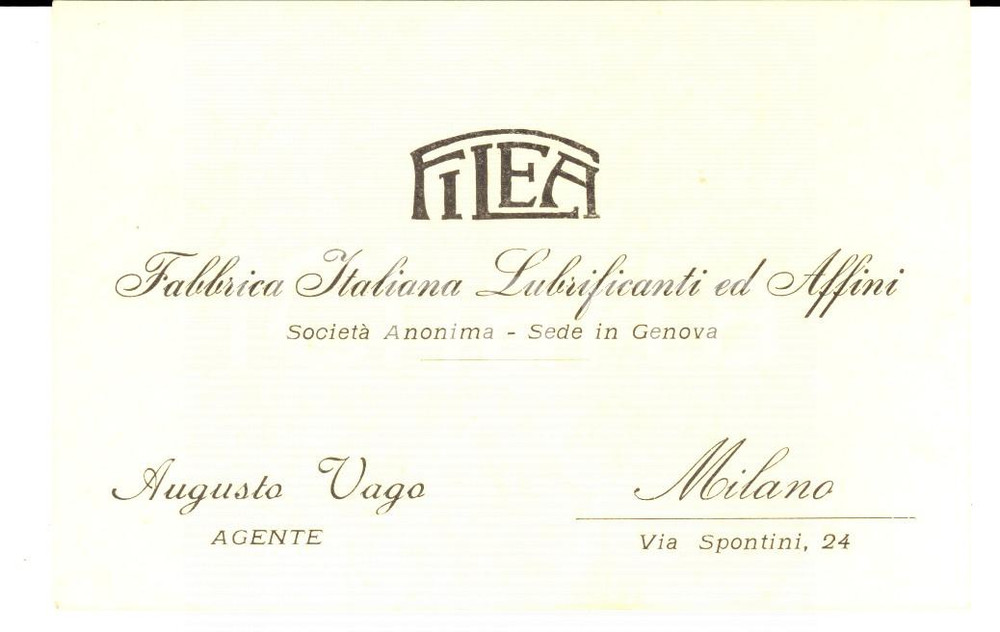 FILEA
Fabbrica Italiana Lubrificanti ed Affini
Società Anonima - Sede in Genova
Augusto Vago
AGENTE
Milano
Via Spontini, 24